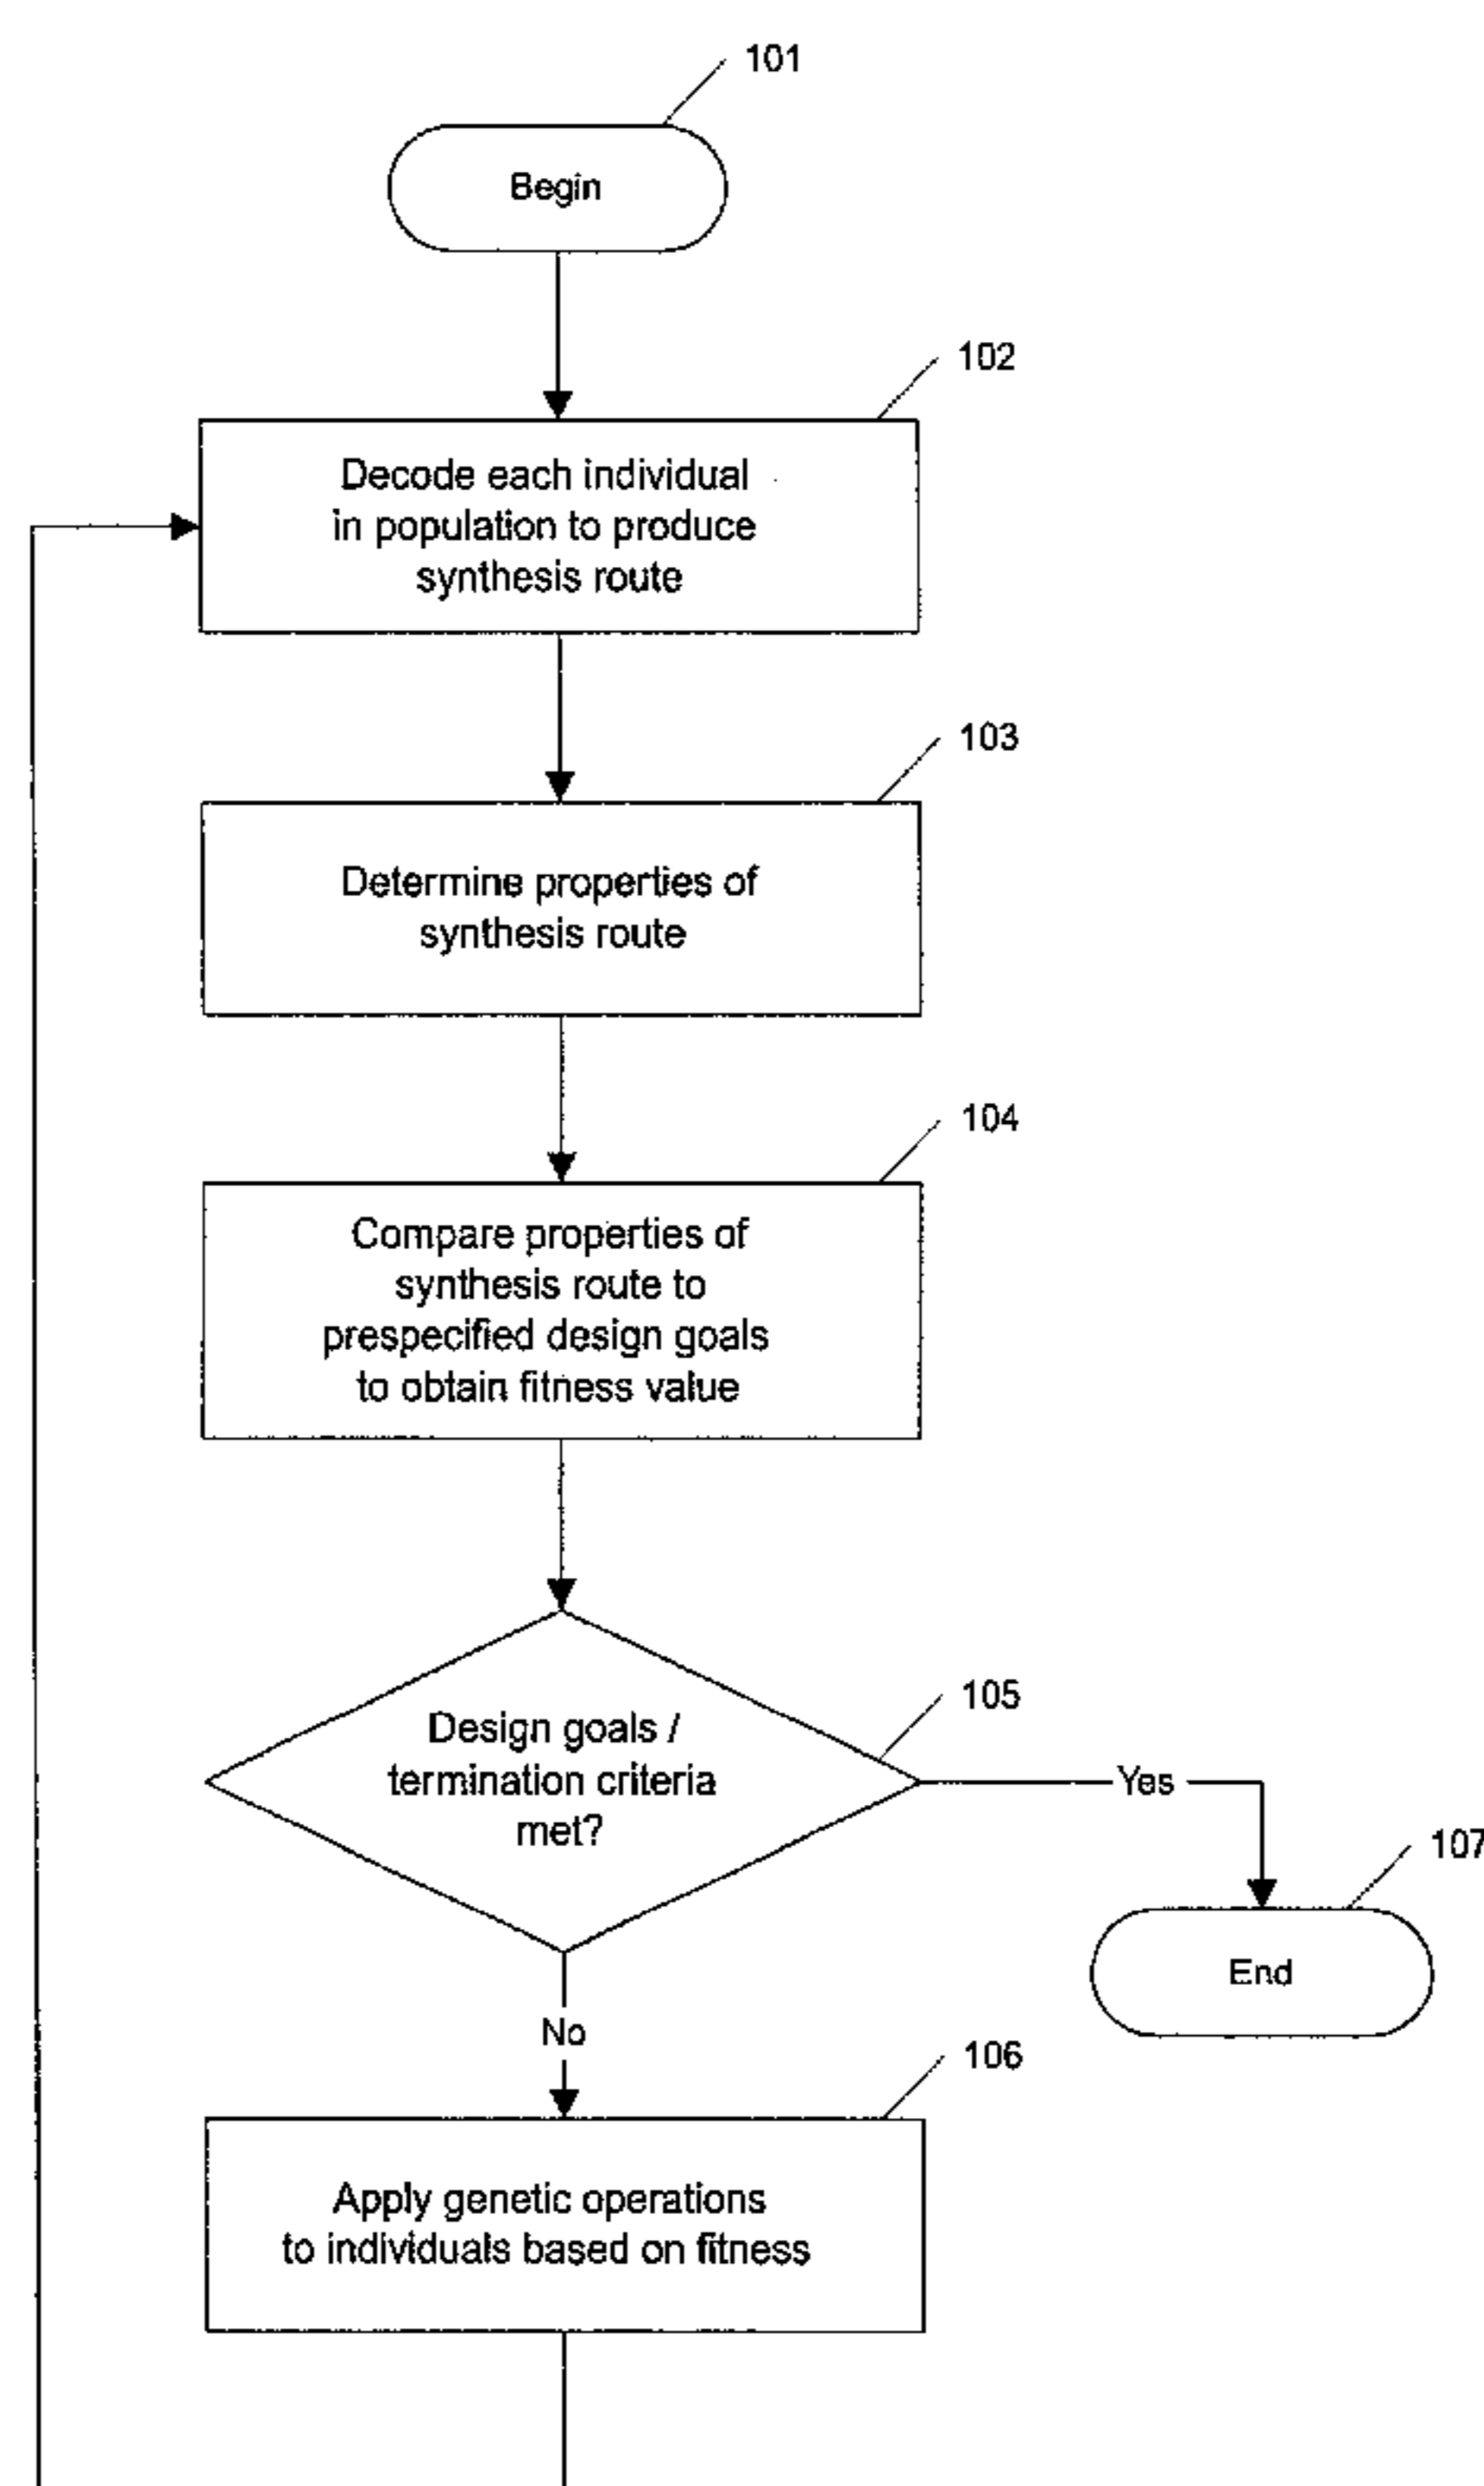 101
Begin
102
Decode each individual
in population to produce
synthesis route
103
Determine properties of
synthesis route
104
Compare properties of
synthesis route to
prespecified design goals
to obtain fitness value
105
Design goals /
termination criteria
met?
Yes
107
End
No
106
Apply genetic operations
to individuals based on fitness